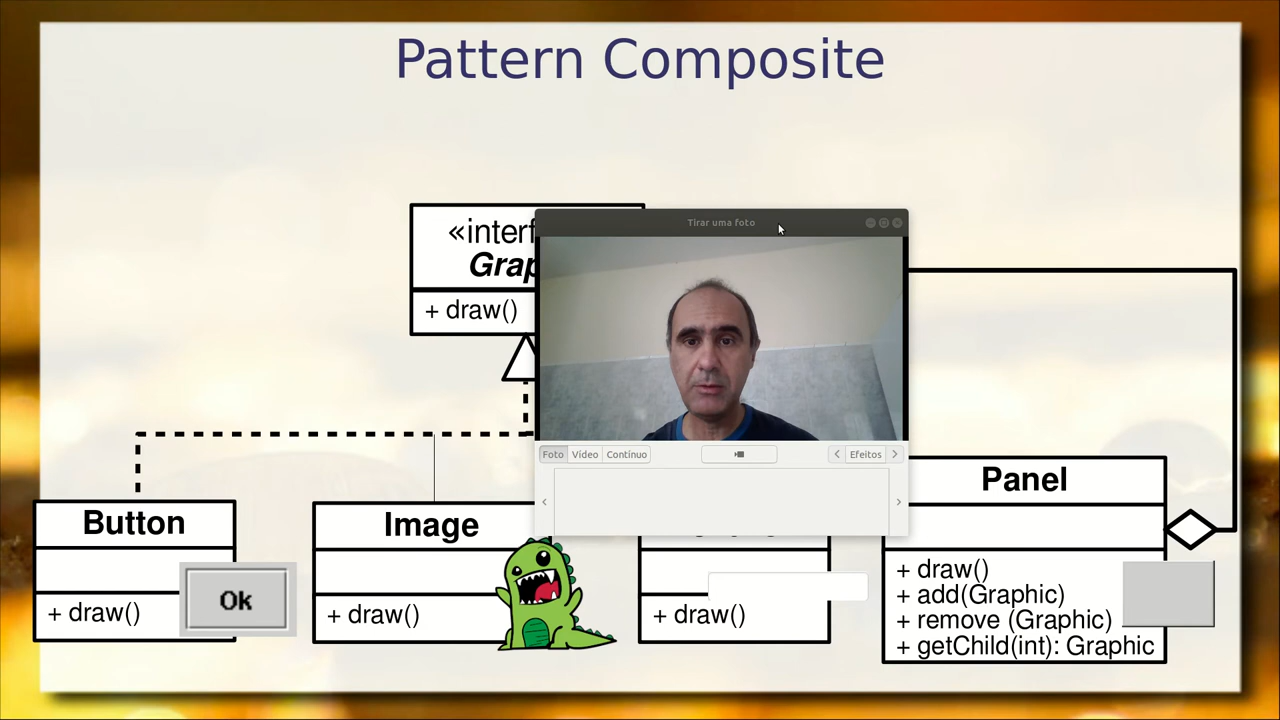 Pattern Composite
«interf
Grap
+ draw()
Tirar uma foto
Foto Vídeo Contínuo
Efeitos
Button
+ draw()
Ok
Image
+ draw()
+ draw()
Panel
+ draw()
+ add(Graphic)
+ remove (Graphic)
+ getChild(int): Graphic